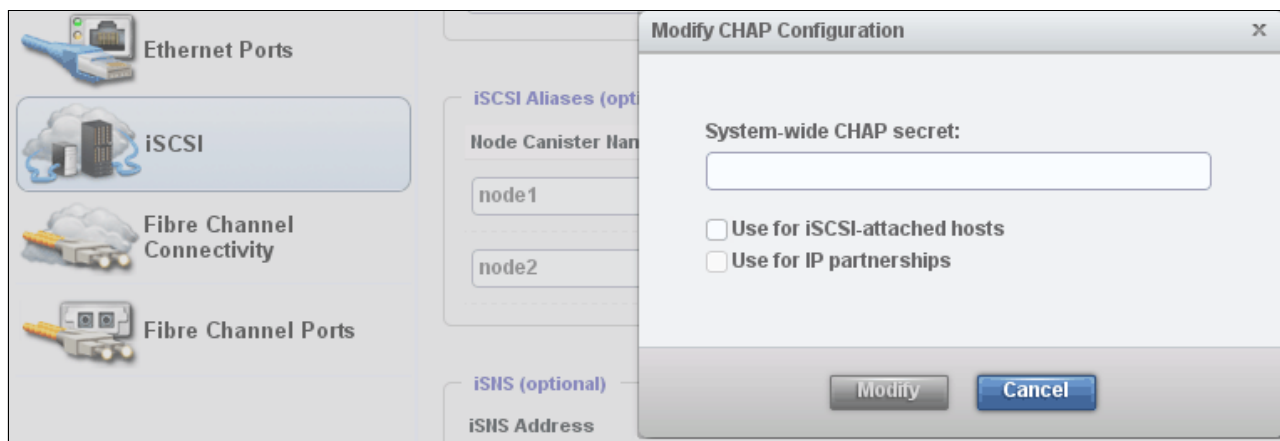 Ethernet Ports
iSCSI
Fibre Channel
Connectivity
Fibre Channel Ports
iSCSI Aliases (opti
Node Canister Nan
node1
node2
iSNS (optional)
iSNS Address
Modify CHAP Configuration
x
System-wide CHAP secret:
Use for iSCSI-attached hosts
Use for IP partnerships
Modify
Cancel